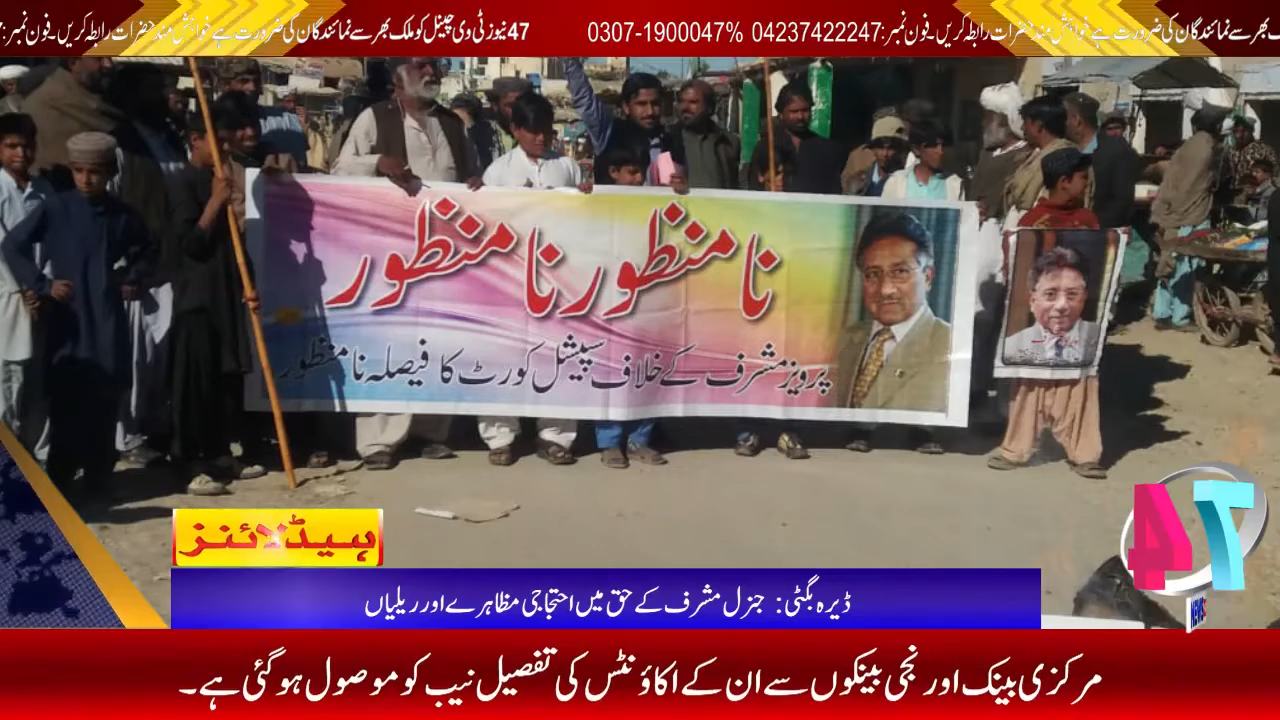 47 نیوز ٹی وی چینل کو ملک بھر سے نمائندگان کی ضرورت ہے خواہش مند حضرات رابطہ کریں۔ فون نمبر: 04237422247 0307-1900047%
نا منظور نا منظور
پرویز مشرف کے خلاف سپیشل کورٹ کا فیصلہ نا منظور
47
NEWS
ہیڈلائنز
ڈیرہ بگٹی: جنرل مشرف کے حق میں احتجاجی مظاہرے اور ریلیاں
مرکزی بینک اور نجی بینکوں سے ان کے اکاؤنٹس کی تفصیل نیب کو موصول ہو گئی ہے۔